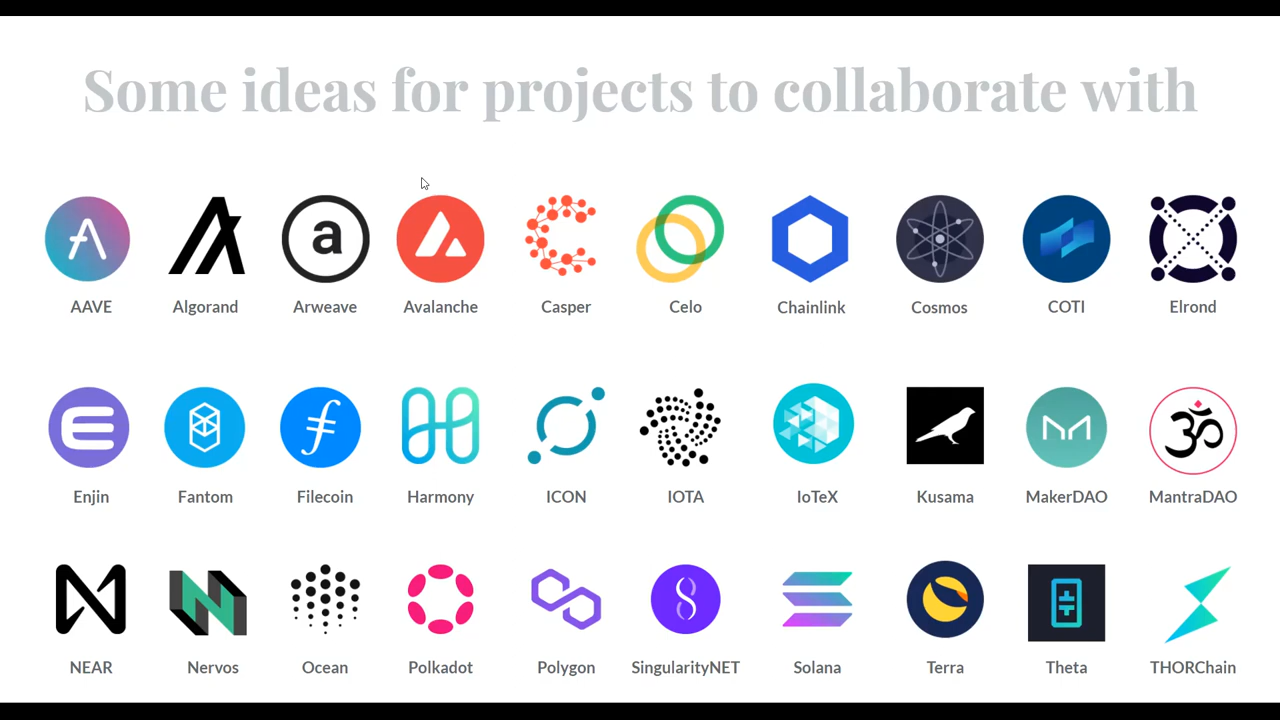 Some ideas for projects to collaborate with
a
AAVE Algorand Arweave Avalanche Casper Celo Chainlink Cosmos COTI Elrond
ॐ
Enjin Fantom Filecoin Harmony ICON IOTA IoTeX Kusama MakerDAO MantraDAO
NEAR Nervos Ocean Polkadot Polygon SingularityNET Solana Terra Theta THORChain